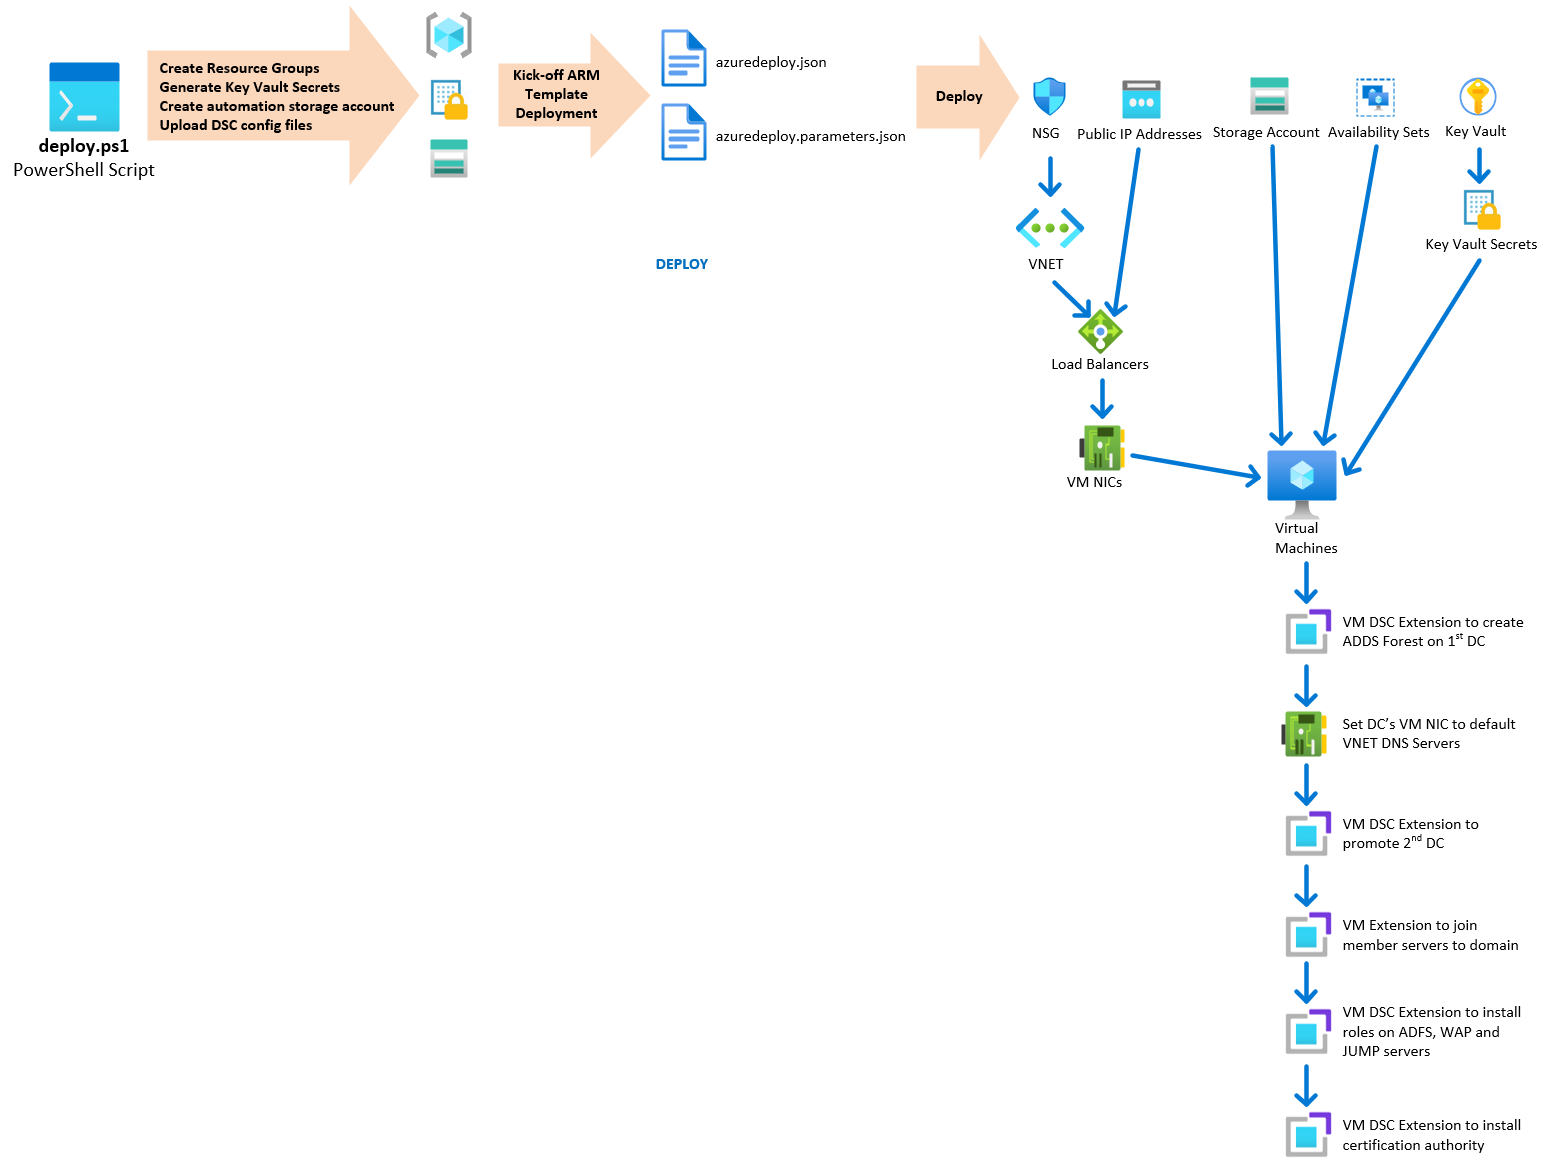 deploy.ps1
PowerShell Script
Create Resource Groups
Generate Key Vault Secrets
Create automation storage account
Upload DSC config files
Kick-off ARM
Template
Deployment
azuredeploy.json
azuredeploy.parameters.json
DEPLOY
Deploy
NSG
Public IP Addresses
Storage Account
Availability Sets
Key Vault
VNET
Key Vault Secrets
Load Balancers
VM NICs
Virtual
Machines
VM DSC Extension to create
ADDS Forest on 1st DC
Set DC’s VM NIC to default
VNET DNS Servers
VM DSC Extension to
promote 2nd DC
VM Extension to join
member servers to domain
VM DSC Extension to install
roles on ADFS, WAP and
JUMP servers
VM DSC Extension to install
certification authority